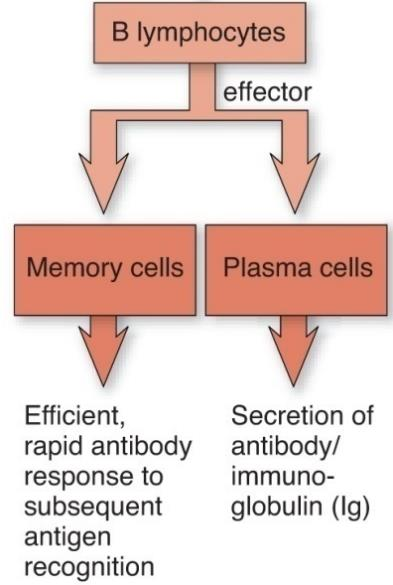 B lymphocytes
effector
Memory cells
Plasma cells
Efficient,
rapid antibody
response to
subsequent
antigen
recognition
Secretion of
antibody/
immuno-
globulin (Ig)